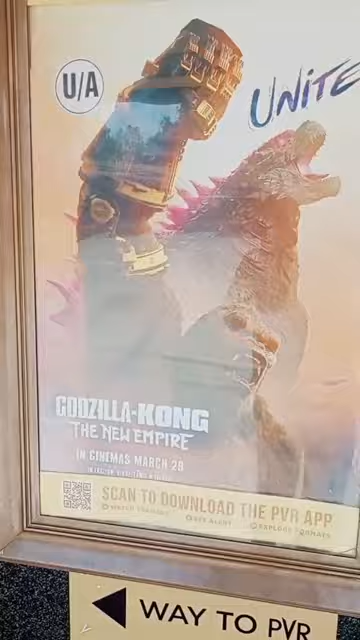 U/A
UNITE
GODZILLA-KONG
THE NEW EMPIRE
IN CINEMAS MARCH 28
SCAN TO DOWNLOAD THE PVR APP
WAY TO PVR